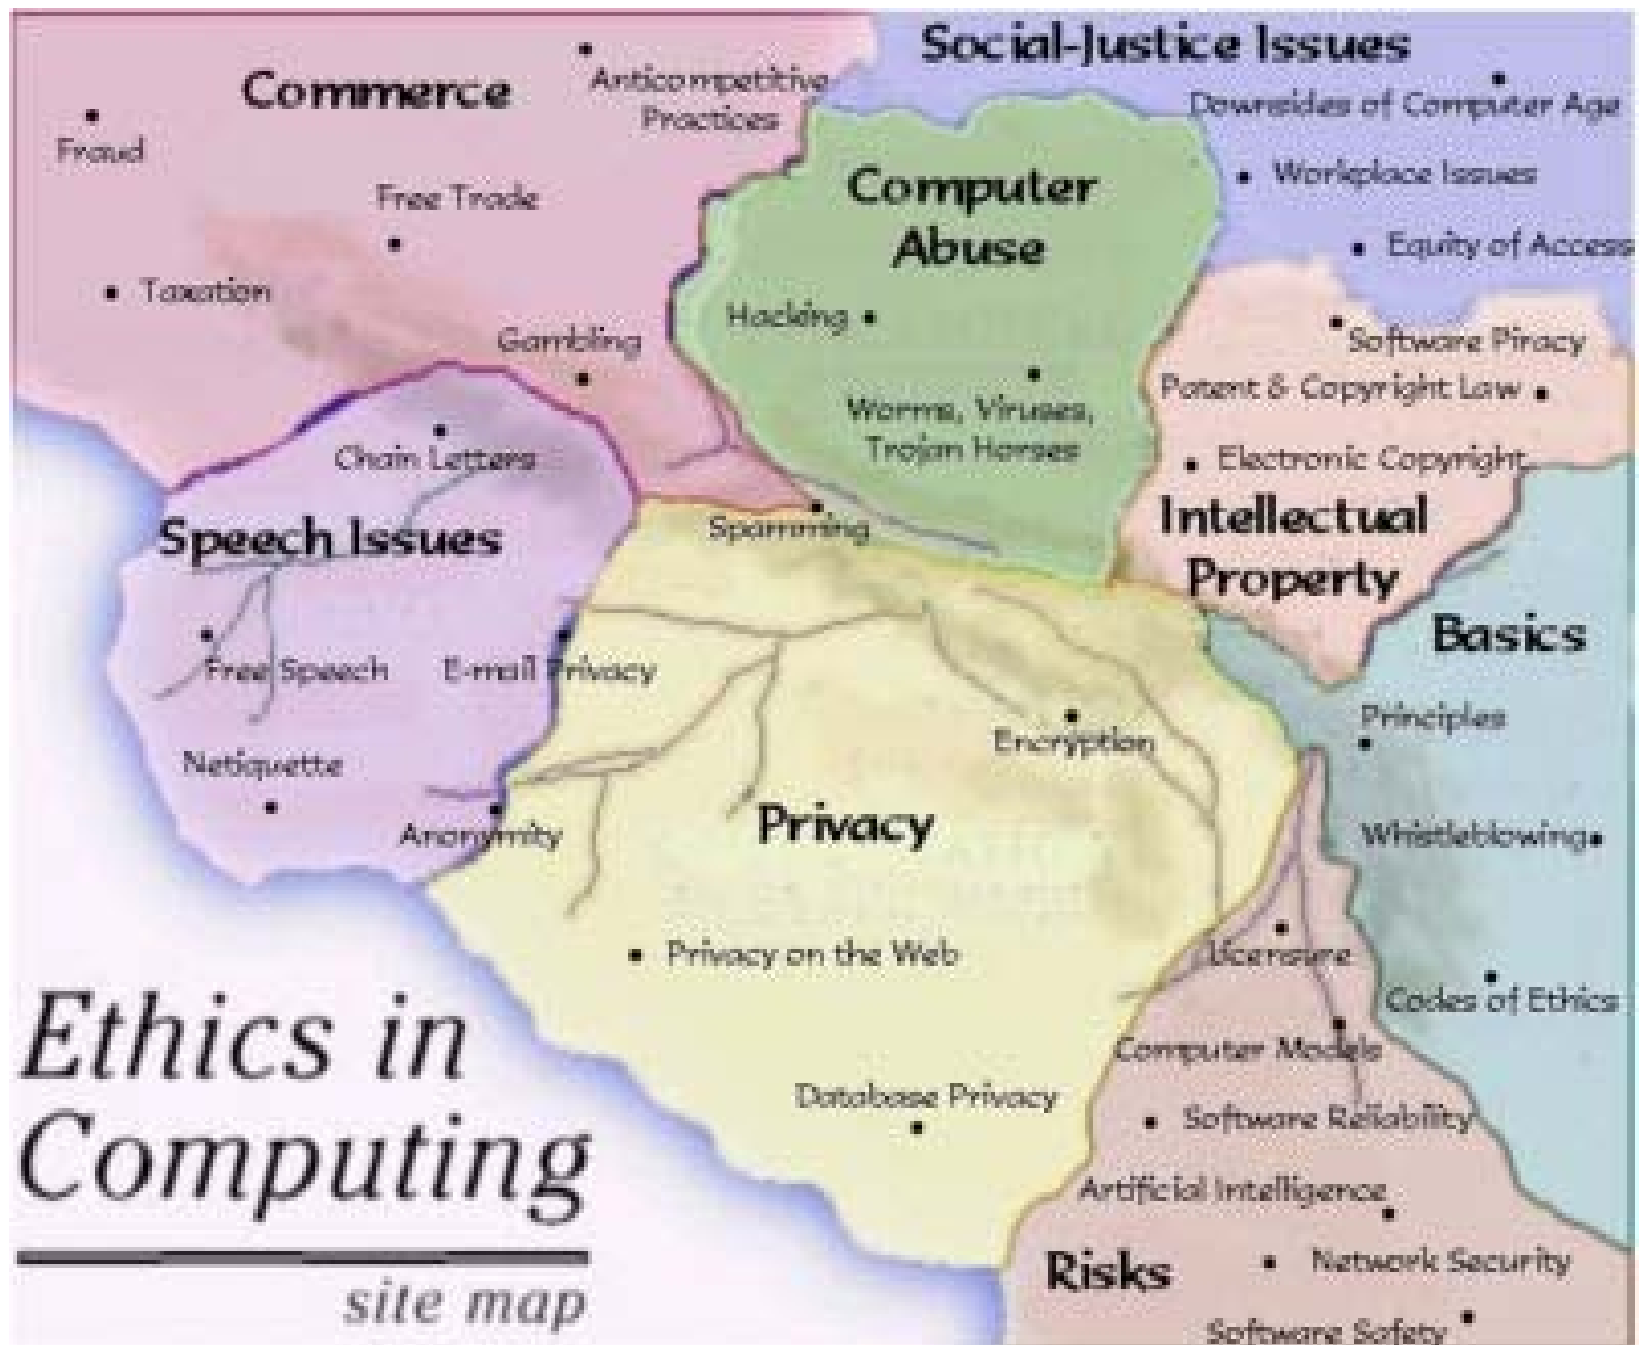 Social-Justice Issues
Downsides of Computer Age
Workplace Issues
Equity of Access
Commerce
Anticompetitive
Practices
Fraud
Free Trade
Taxation
Gambling
Computer
Abuse
Hacking
Worms, Viruses,
Trojan Horses
Spamming
Software Piracy
Patent & Copyright Law
Electronic Copyright
Intellectual
Property
Chain Letters
Speech Issues
Free Speech
E-mail Privacy
Netiquette
Anonymity
Encryption
Privacy
Privacy on the Web
Database Privacy
Basics
Principles
Whistleblowing
Codes of Ethics
Licensure
Computer Models
Software Reliability
Artificial Intelligence
Risks
Network Security
Software Safety
Ethics in
Computing
site map